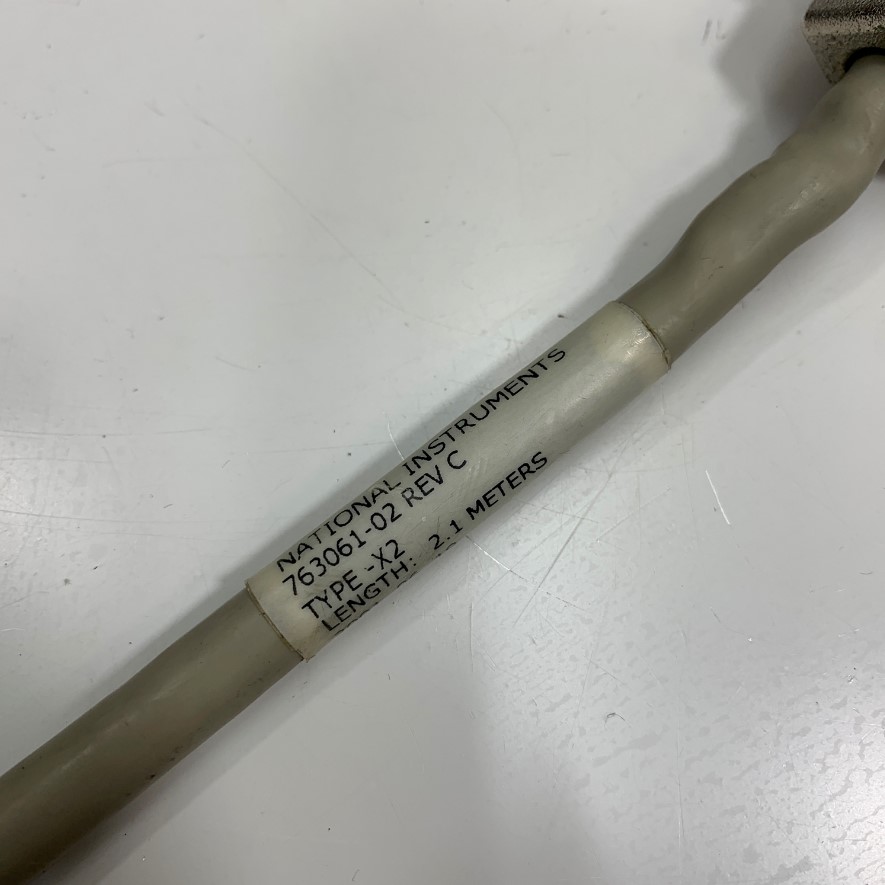 NATIONAL INSTRUMENTS
763061-02 REV C
TYPE -X2
LENGTH: 2.1 METERS